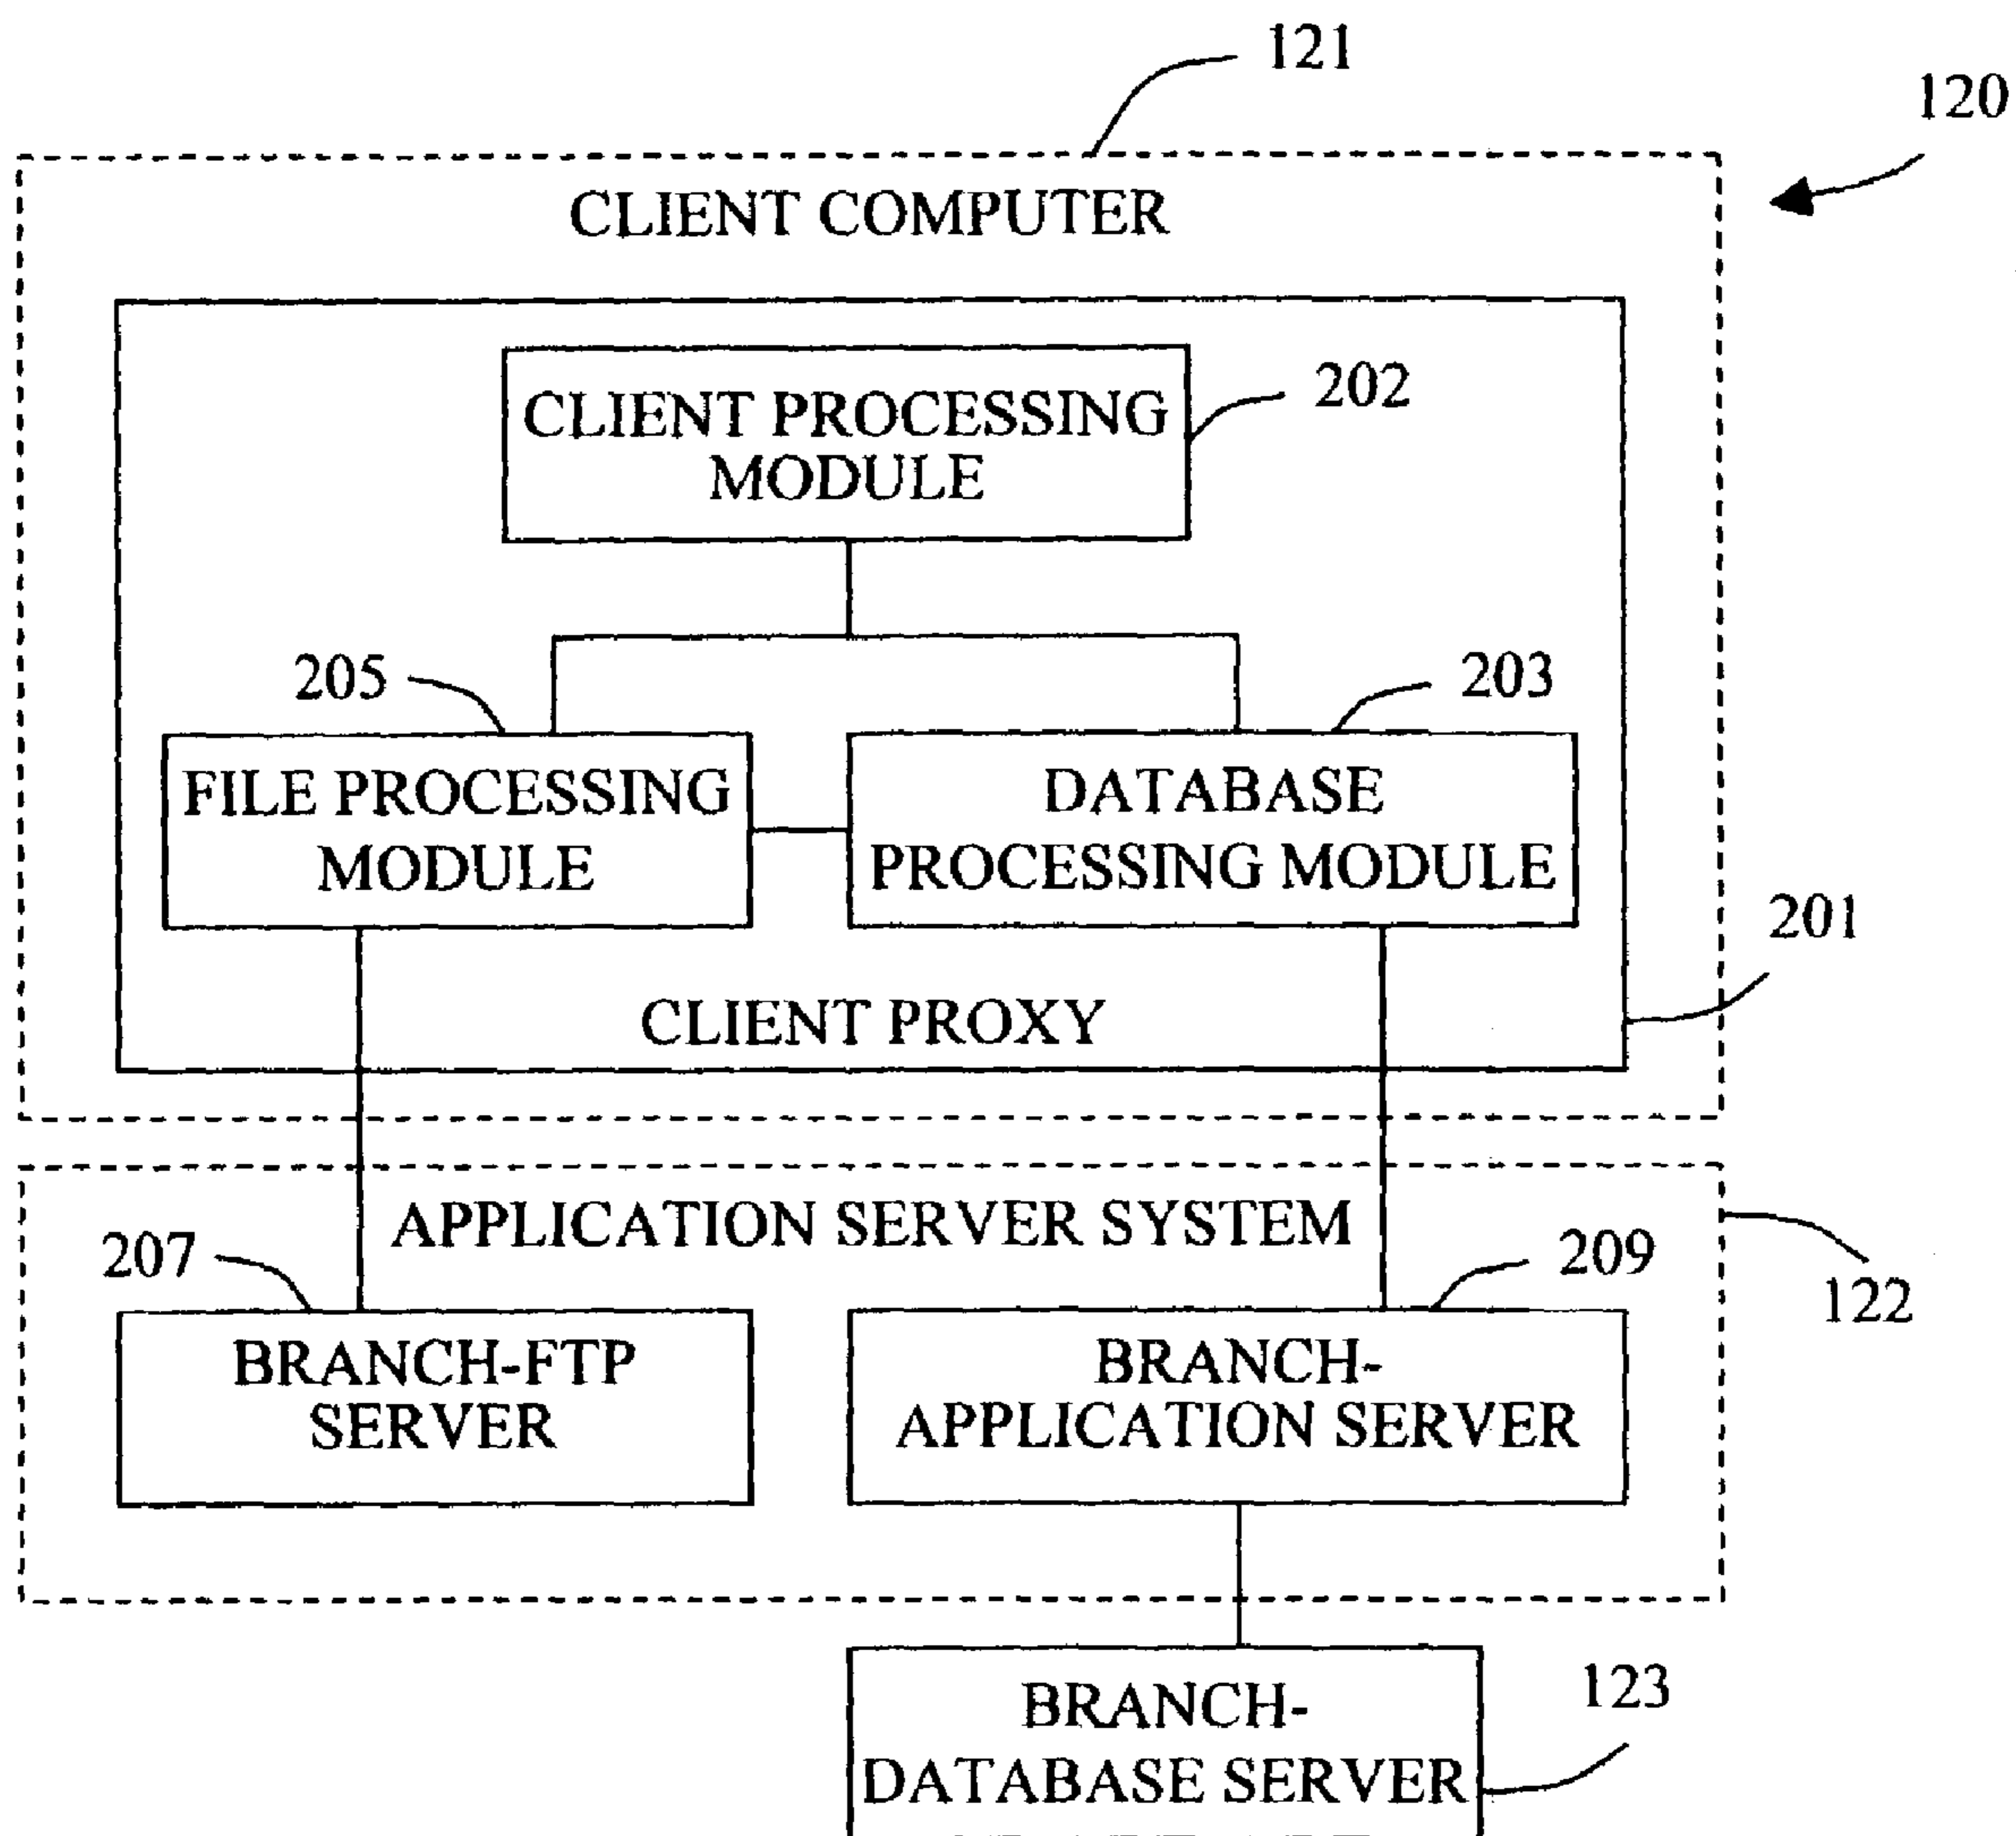 121
120
CLIENT COMPUTER
CLIENT PROCESSING
MODULE
202
205
203
FILE PROCESSING
MODULE
DATABASE
PROCESSING MODULE
201
CLIENT PROXY
APPLICATION SERVER SYSTEM
207
209
122
BRANCH-FTP
SERVER
BRANCH-
APPLICATION SERVER
BRANCH-
DATABASE SERVER
123